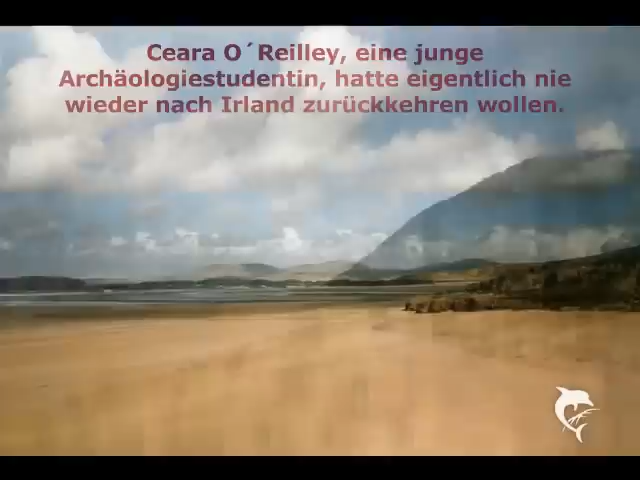 Ceara O´Reilley, eine junge
Archäologiestudentin, hatte eigentlich nie
wieder nach Irland zurückkehren wollen.